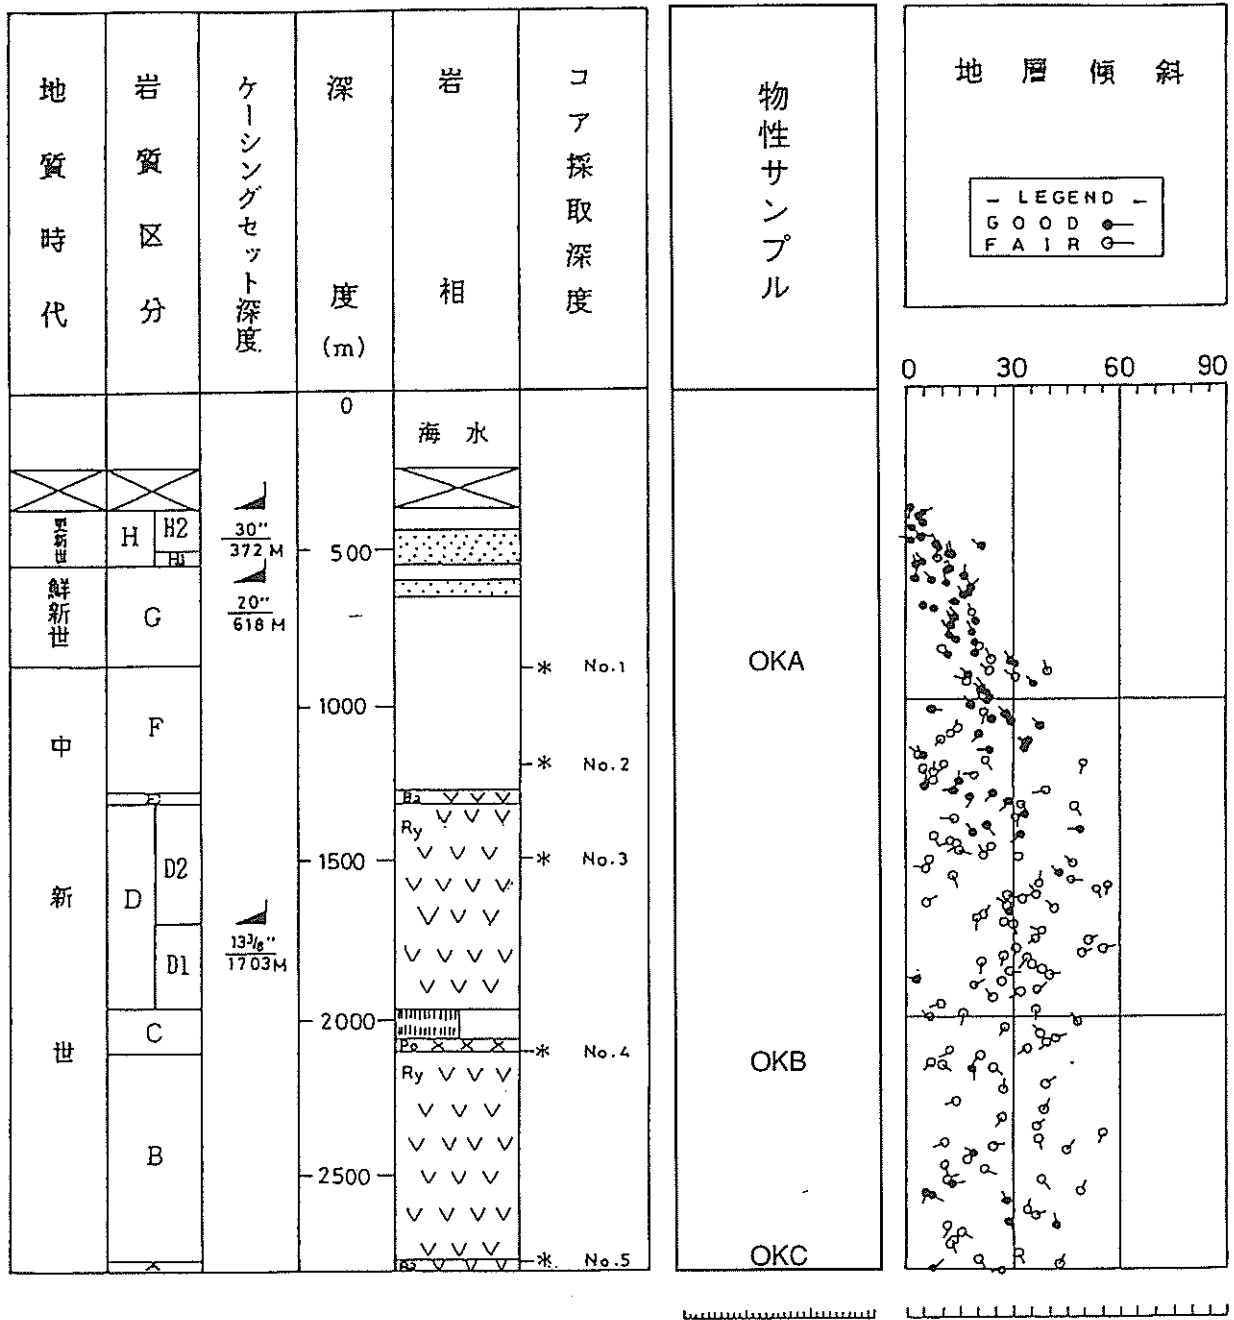 地質時代
岩質区分
ケーシングセット深度
深度(m)
岩相
コア採取深度
物性サンプル
地層傾斜
— LEGEND —
GOOD
FAIR
0 30 60 90
0
海水
H H2
30"
372 M
500
鮮新世
G
20"
618 M
OKA
* No.1
1000
中新世
F
* No.2
Ry
1500
* No.3
D D2
13 3/8"
1703 M
D1
2000
C
* No.4
OKB
Ry
B
2500
OKC
* No.5